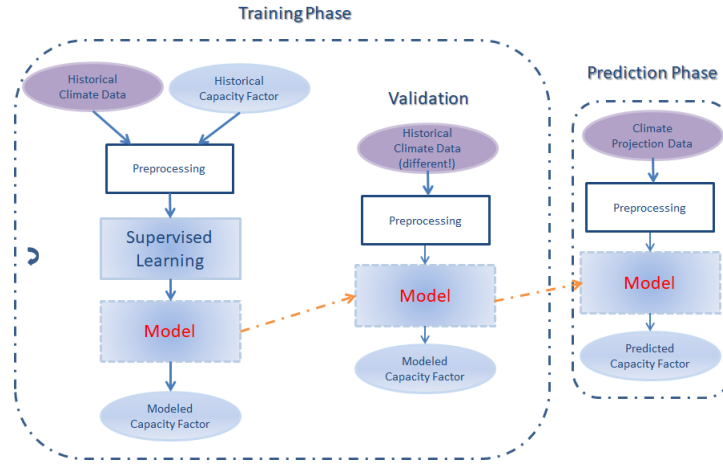 Training Phase
Historical
Climate Data
Historical
Capacity Factor
Preprocessing
Supervised
Learning
Model
Modeled
Capacity Factor
Validation
Historical
Climate Data
(different!)
Preprocessing
Model
Modeled
Capacity Factor
Prediction Phase
Climate
Projection Data
Preprocessing
Model
Predicted
Capacity Factor